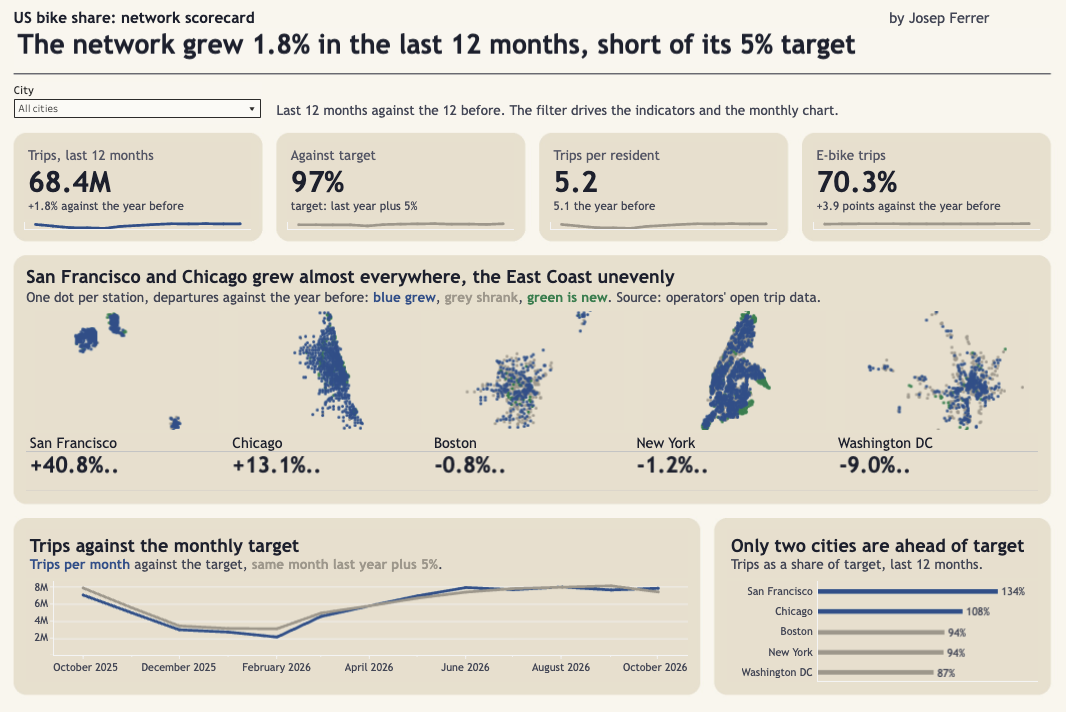 US bike share: network scorecard
by Josep Ferrer
The network grew 1.8% in the last 12 months, short of its 5% target
City
All cities
Last 12 months against the 12 before. The filter drives the indicators and the monthly chart.
Trips, last 12 months
68.4M
+1.8% against the year before
Against target
97%
target: last year plus 5%
Trips per resident
5.2
5.1 the year before
E-bike trips
70.3%
+3.9 points against the year before
San Francisco and Chicago grew almost everywhere, the East Coast unevenly
One dot per station, departures against the year before: blue grew, grey shrank, green is new. Source: operators' open trip data.
San Francisco
+40.8%..
Chicago
+13.1%..
Boston
-0.8%..
New York
-1.2%..
Washington DC
-9.0%..
Trips against the monthly target
Trips per month against the target, same month last year plus 5%.
8M
6M
4M
2M
October 2025 December 2025 February 2026 April 2026 June 2026 August 2026 October 2026
Only two cities are ahead of target
Trips as a share of target, last 12 months.
San Francisco 134%
Chicago 108%
Boston 94%
New York 94%
Washington DC 87%